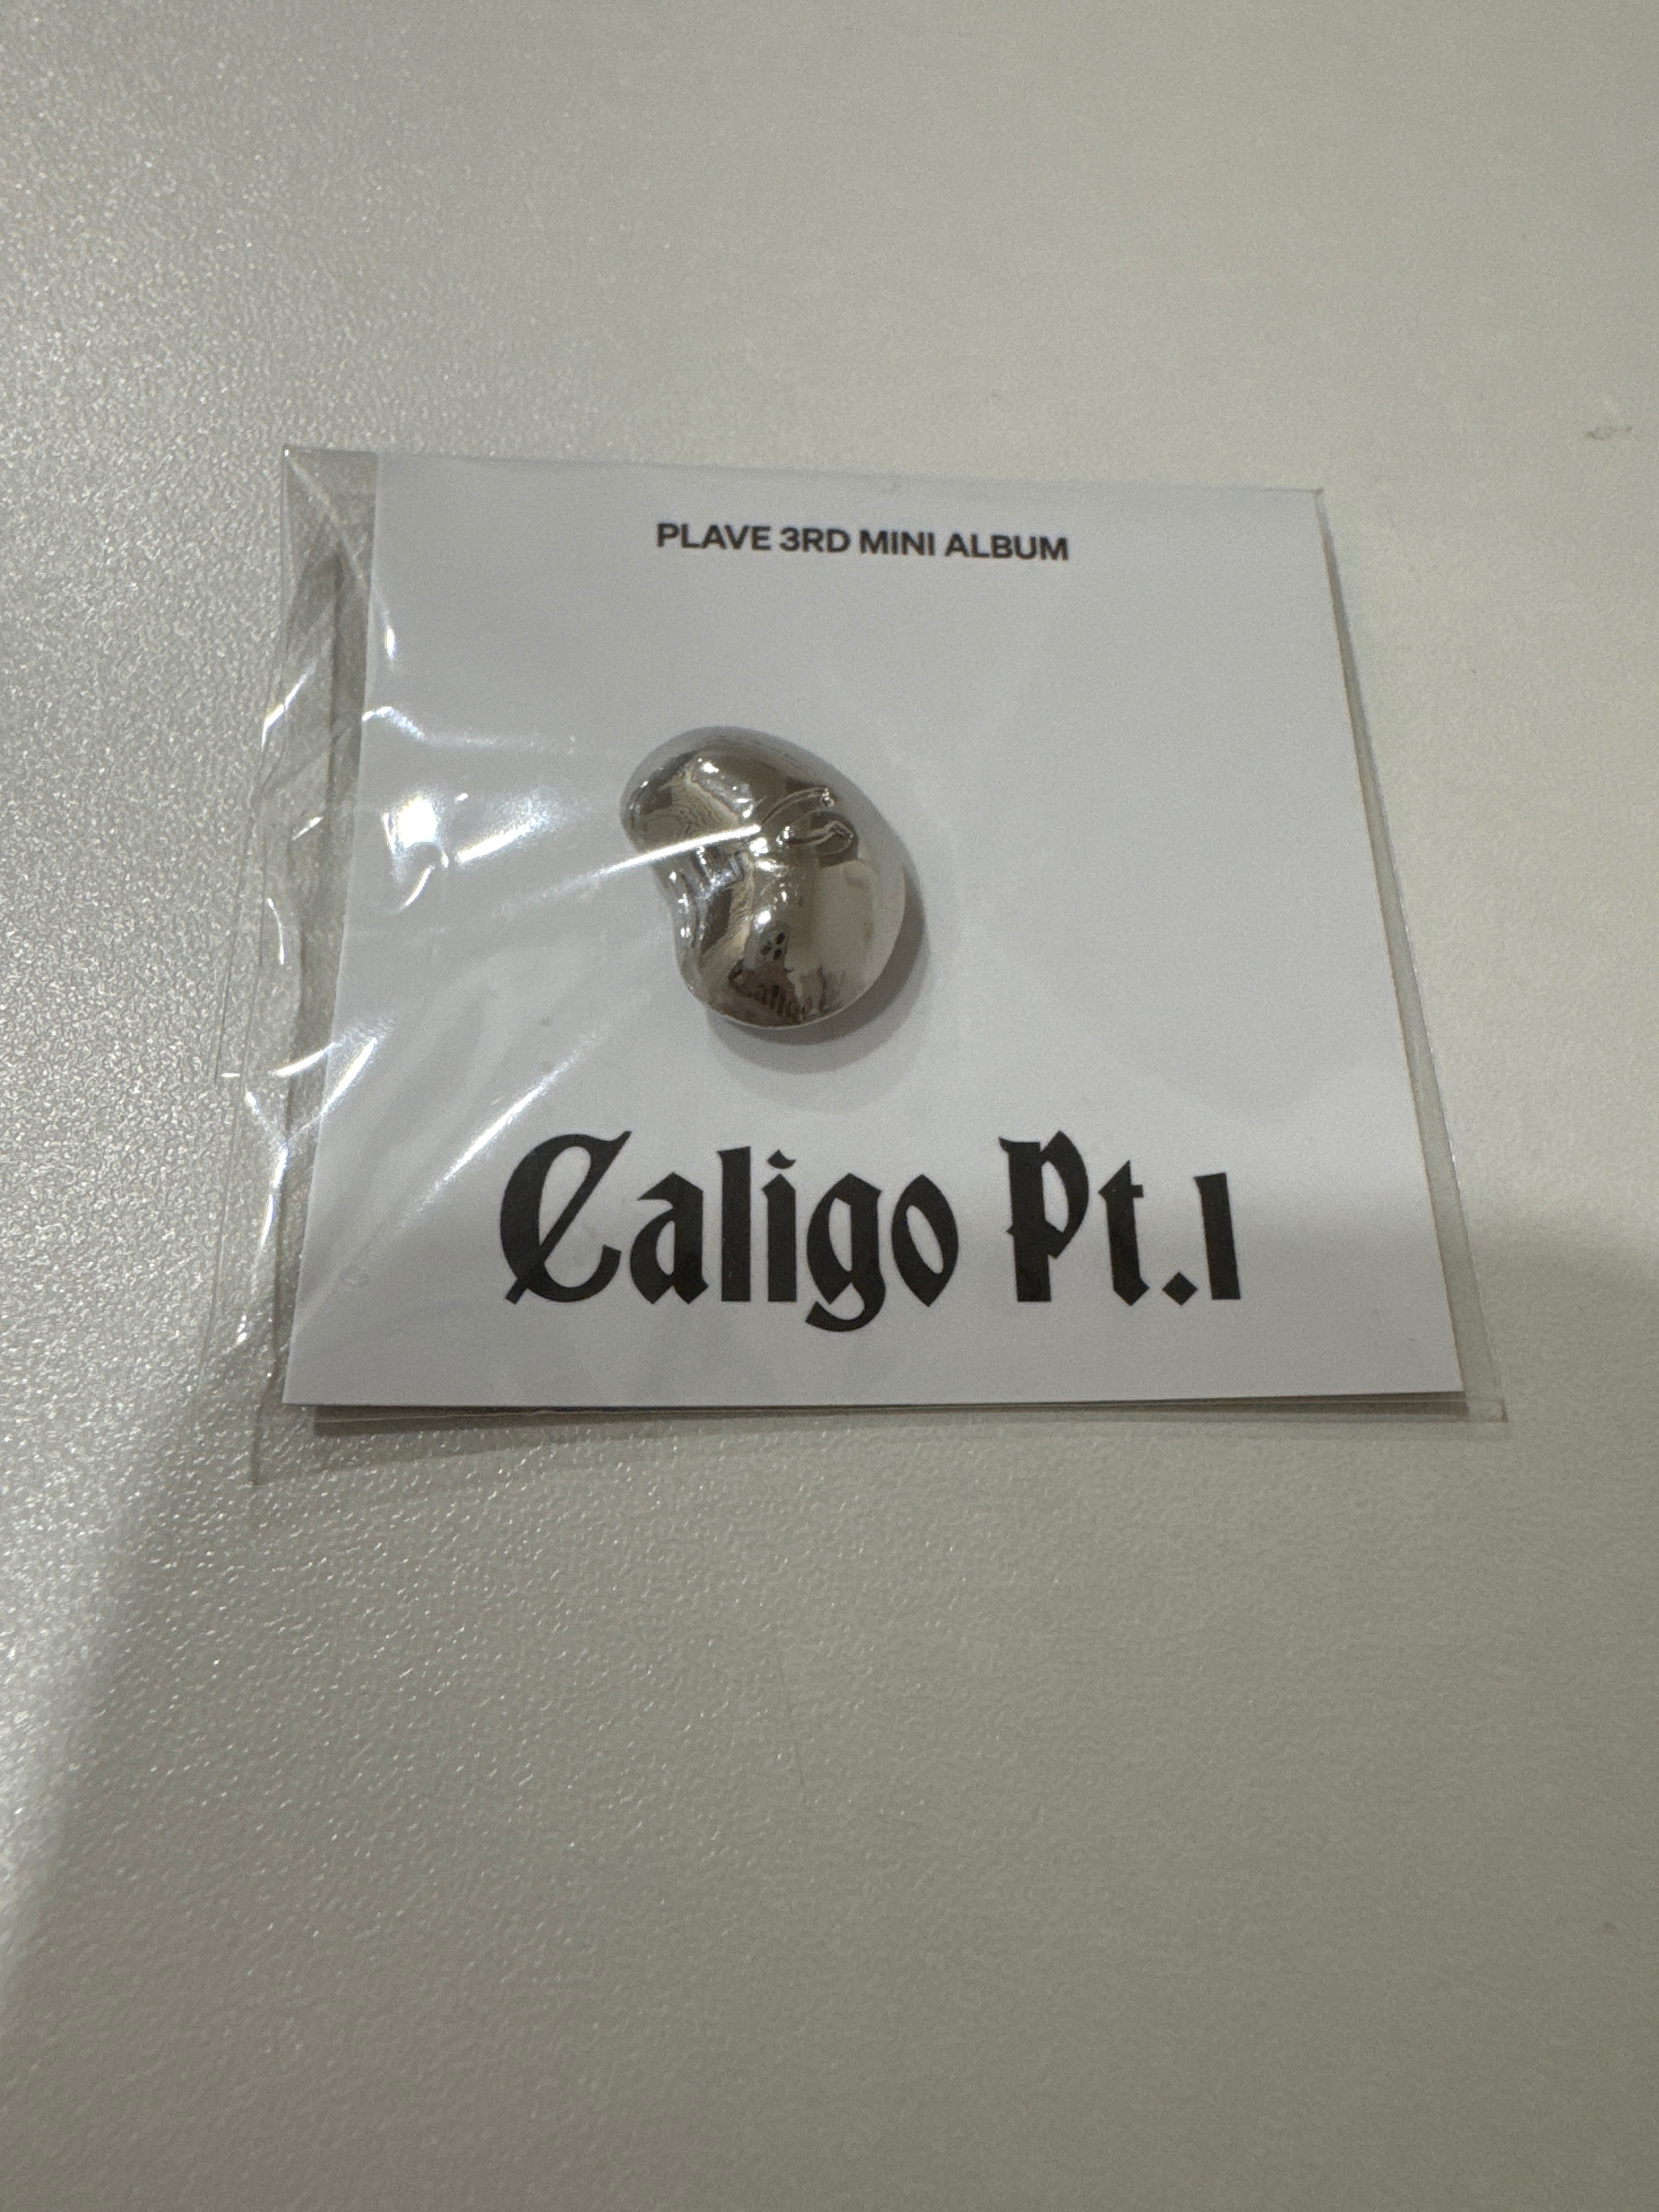 PLAVE 3RD MINI ALBUM
Caligo Pt.1